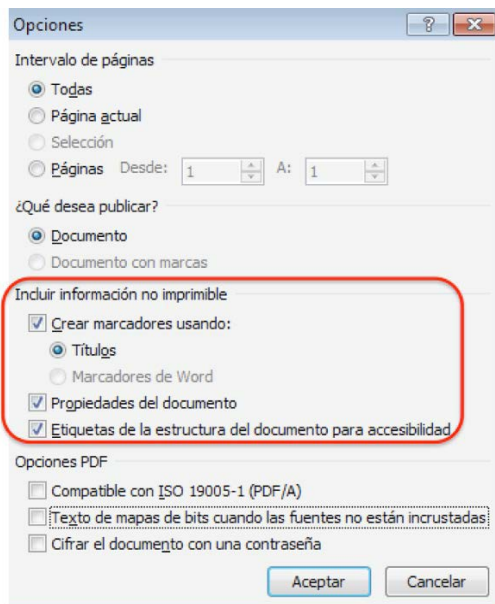 Opciones
Intervalo de páginas
Todas
Página actual
Selección
Páginas Desde: 1 A: 1
¿Qué desea publicar?
Documento
Documento con marcas
Incluir información no imprimible
Crear marcadores usando:
Títulos
Marcadores de Word
Propiedades del documento
Etiquetas de la estructura del documento para accesibilidad
Opciones PDF
Compatible con ISO 19005-1 (PDF/A)
Texto de mapas de bits cuando las fuentes no están incrustadas
Cifrar el documento con una contraseña
Aceptar Cancelar